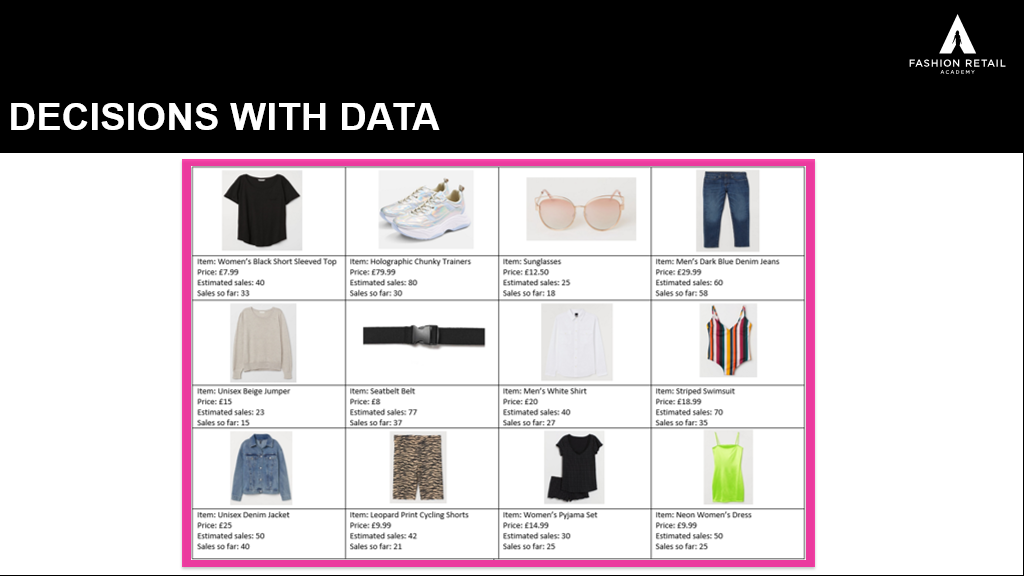 FASHION RETAIL
ACADEMY
DECISIONS WITH DATA
Item: Women's Black Short Sleeved Top
Price: £7.99
Estimated sales: 40
Sales so far: 33
Item: Holographic Chunky Trainers
Price: £79.99
Estimated sales: 80
Sales so far: 30
Item: Sunglasses
Price: £12.50
Estimated sales: 25
Sales so far: 18
Item: Men's Dark Blue Denim Jeans
Price: £29.99
Estimated sales: 60
Sales so far: 58
Item: Unisex Beige Jumper
Price: £15
Estimated sales: 23
Sales so far: 15
Item: Seatbelt Belt
Price: £8
Estimated sales: 77
Sales so far: 37
Item: Men's White Shirt
Price: £20
Estimated sales: 40
Sales so far: 27
Item: Striped Swimsuit
Price: £18.99
Estimated sales: 70
Sales so far: 35
Item: Unisex Denim Jacket
Price: £25
Estimated sales: 50
Sales so far: 40
Item: Leopard Print Cycling Shorts
Price: £9.99
Estimated sales: 42
Sales so far: 21
Item: Women's Pyjama Set
Price: £14.99
Estimated sales: 30
Sales so far: 25
Item: Neon Women's Dress
Price: £9.99
Estimated sales: 50
Sales so far: 25